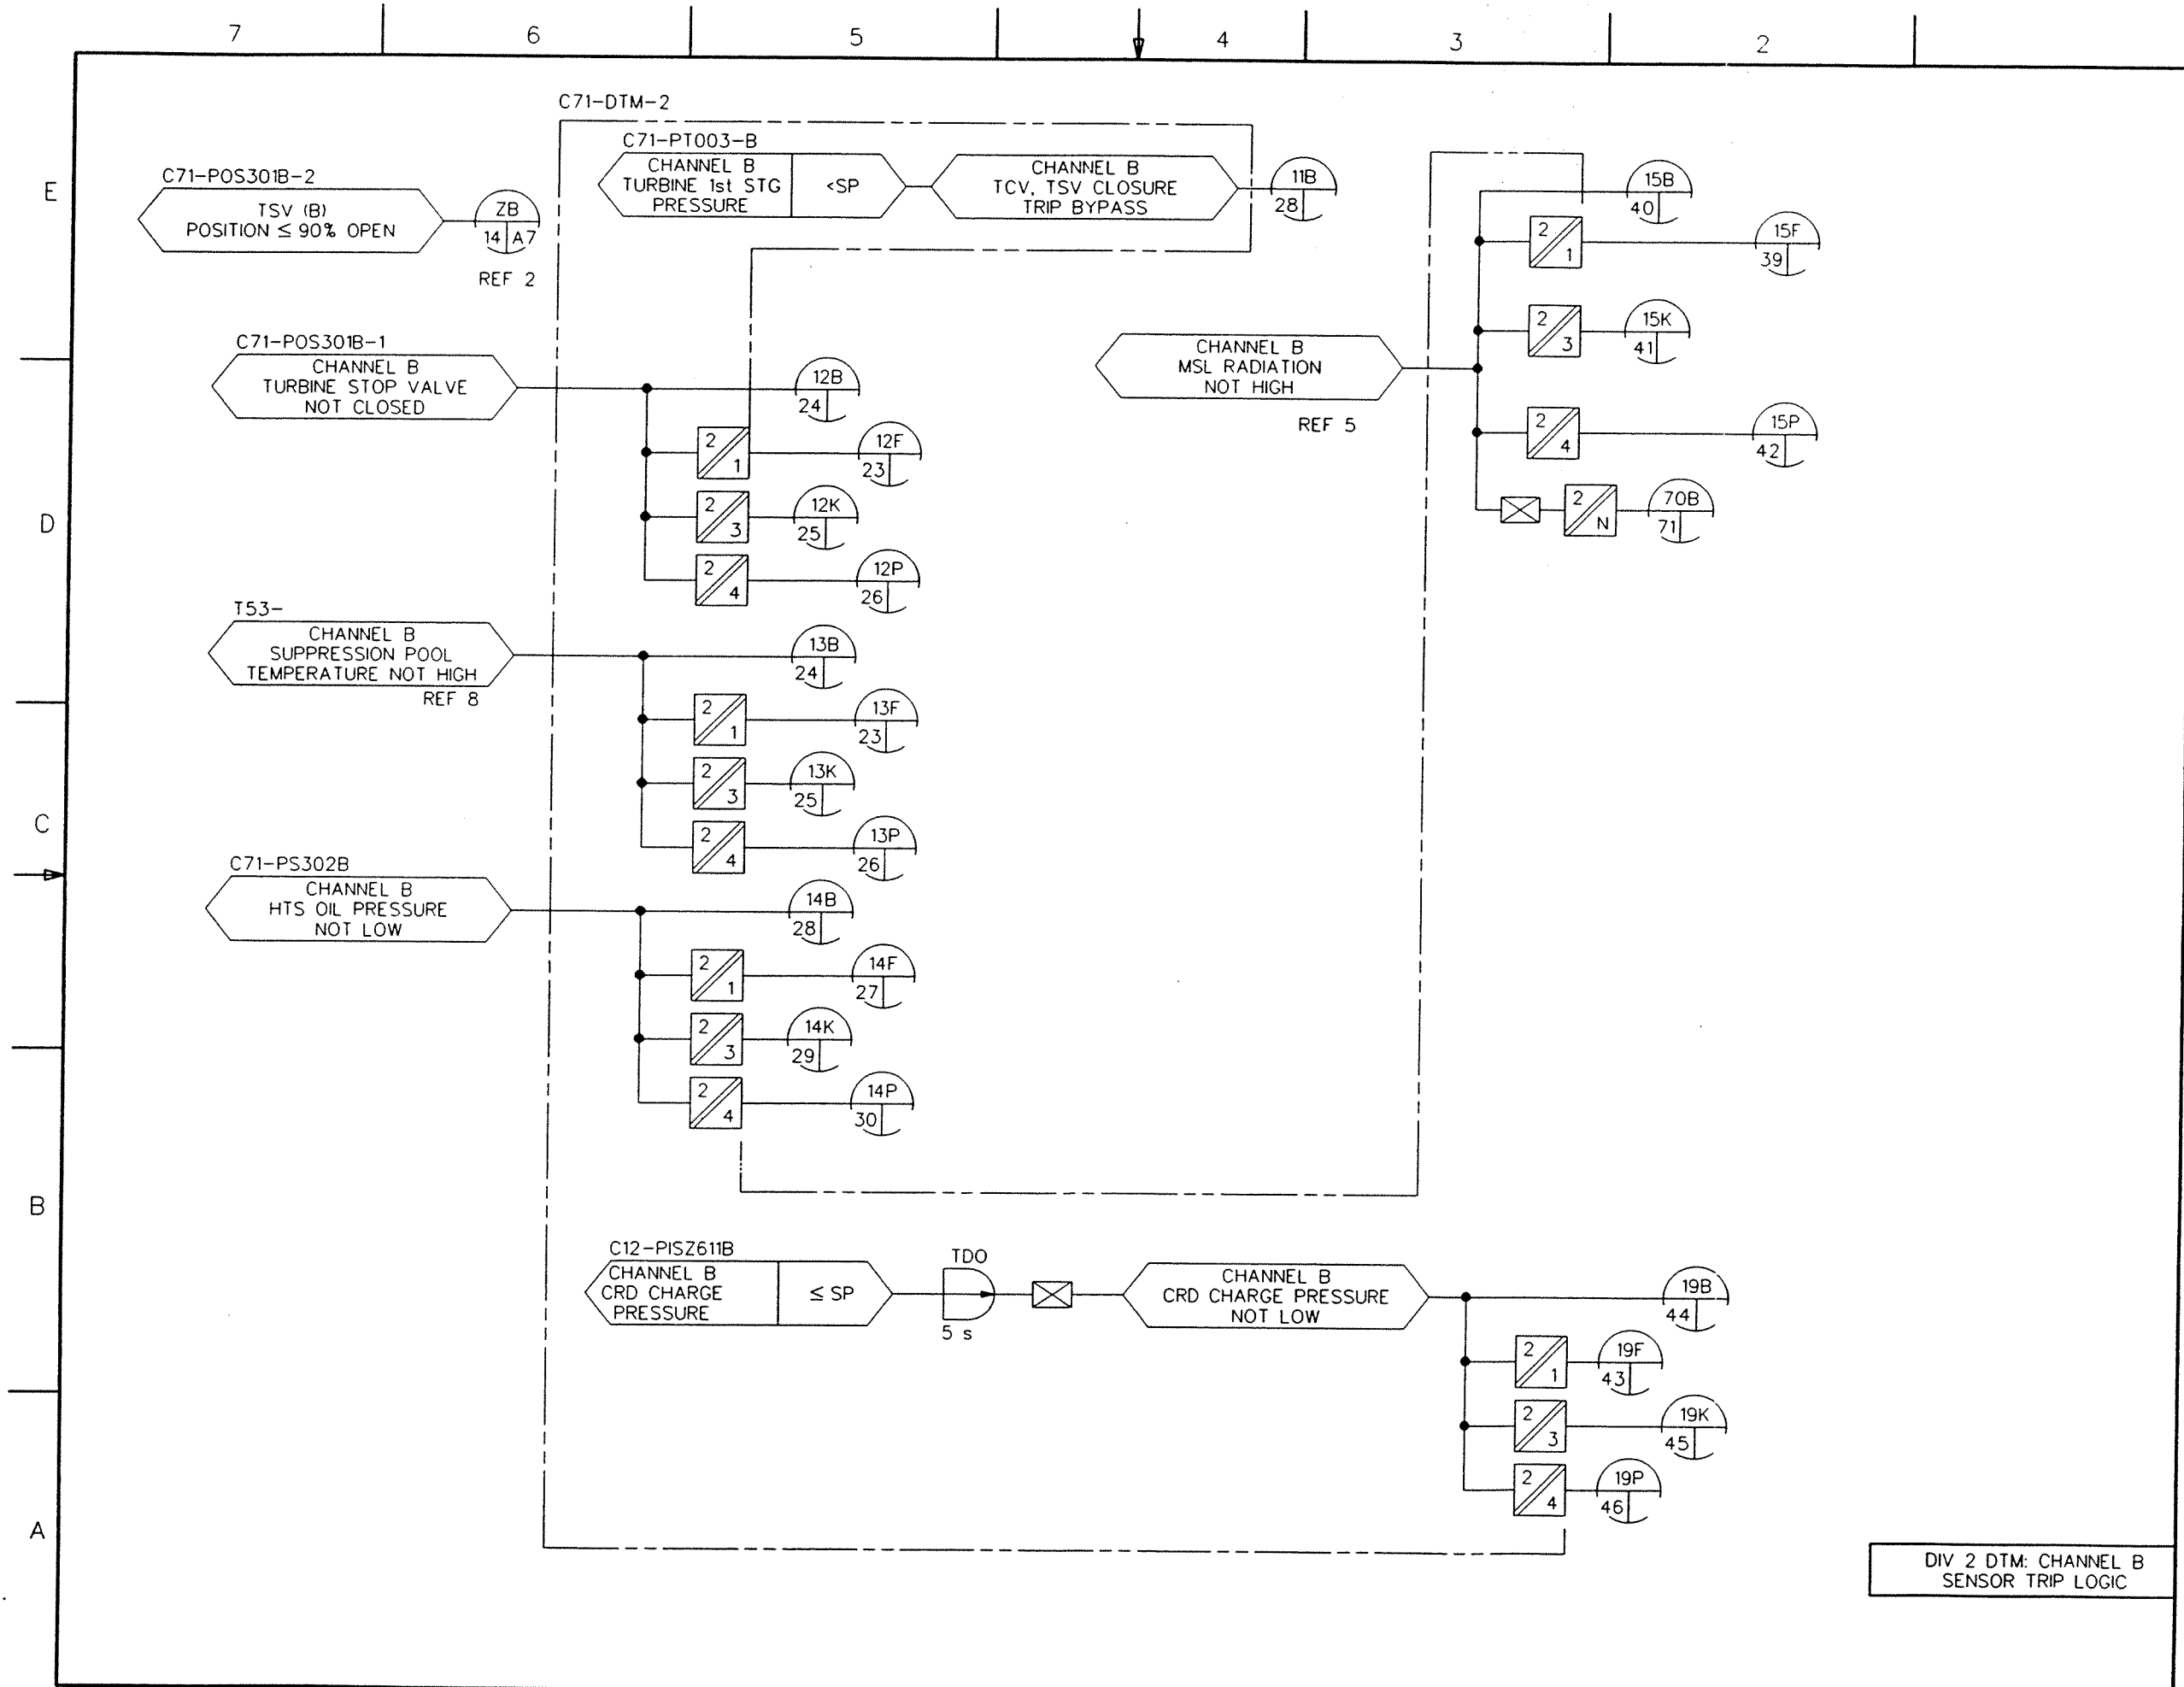 7 6 5 4 3 2
E
D
C
B
A
C71-DTM-2
C71-PT003-B
CHANNEL B
TURBINE 1st STG
PRESSURE
<SP
CHANNEL B
TCV, TSV CLOSURE
TRIP BYPASS
11B
28
C71-POS301B-2
TSV (B)
POSITION ≤ 90% OPEN
ZB
14 A7
REF 2
C71-POS301B-1
CHANNEL B
TURBINE STOP VALVE
NOT CLOSED
12B
24
2
1
12F
23
2
3
12K
25
2
4
12P
26
T53-
CHANNEL B
SUPPRESSION POOL
TEMPERATURE NOT HIGH
REF 8
13B
24
2
1
13F
23
2
3
13K
25
2
4
13P
26
C71-PS302B
CHANNEL B
HTS OIL PRESSURE
NOT LOW
14B
28
2
1
14F
27
2
3
14K
29
2
4
14P
30
CHANNEL B
MSL RADIATION
NOT HIGH
REF 5
15B
40
2
1
15F
39
2
3
15K
41
2
4
15P
42
2
N
70B
71
C12-PISZ611B
CHANNEL B
CRD CHARGE
PRESSURE
≤ SP
TDO
5 s
CHANNEL B
CRD CHARGE PRESSURE
NOT LOW
19B
44
2
1
19F
43
2
3
19K
45
2
4
19P
46
DIV 2 DTM: CHANNEL B
SENSOR TRIP LOGIC